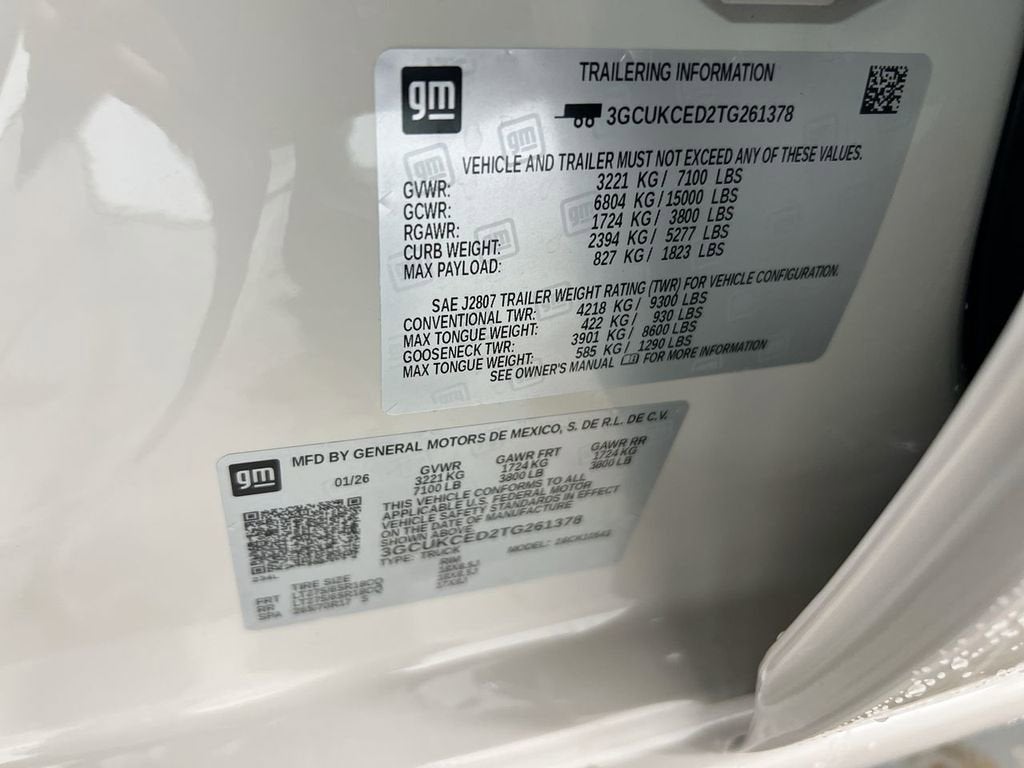 gm
TRAILERING INFORMATION
3GCUKCED2TG261378
VEHICLE AND TRAILER MUST NOT EXCEED ANY OF THESE VALUES.
GVWR: 3221 KG / 7100 LBS
GCWR: 6804 KG / 15000 LBS
RGAWR: 1724 KG / 3800 LBS
CURB WEIGHT: 2394 KG / 5277 LBS
MAX PAYLOAD: 827 KG / 1823 LBS
SAE J2807 TRAILER WEIGHT RATING (TWR) FOR VEHICLE CONFIGURATION.
CONVENTIONAL TWR: 4218 KG / 9300 LBS
MAX TONGUE WEIGHT: 422 KG / 930 LBS
GOOSENECK TWR: 3901 KG / 8600 LBS
MAX TONGUE WEIGHT: 585 KG / 1290 LBS
SEE OWNER'S MANUAL FOR MORE INFORMATION
gm
MFD BY GENERAL MOTORS DE MEXICO, S. DE R.L. DE C.V.
01/26 GVWR GAWR FRT GAWR RR
3221 KG 1724 KG 1724 KG
7100 LB 3800 LB 3800 LB
THIS VEHICLE CONFORMS TO ALL
APPLICABLE U.S. FEDERAL MOTOR
VEHICLE SAFETY STANDARDS IN EFFECT
ON THE DATE OF MANUFACTURE
SHOWN ABOVE.
3GCUKCED2TG261378
TYPE: TRUCK MODEL:
TIRE SIZE RIM
FRT
RR
SPA